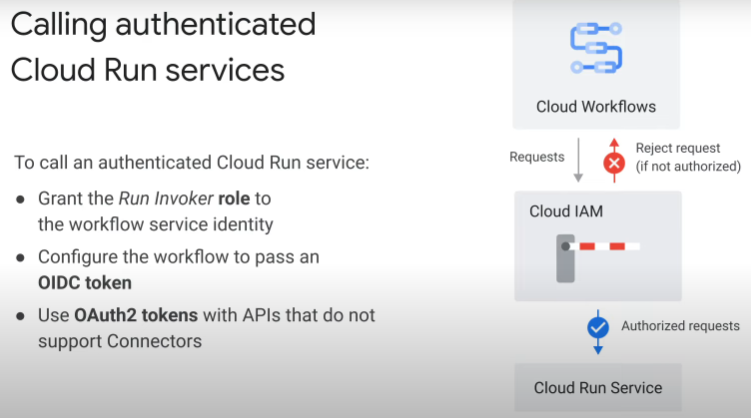 Calling authenticated
Cloud Run services
To call an authenticated Cloud Run service:
● Grant the Run Invoker role to
the workflow service identity
● Configure the workflow to pass an
OIDC token
● Use OAuth2 tokens with APIs that do not
support Connectors
Cloud Workflows
Requests
Reject request
(if not authorized)
Cloud IAM
Authorized requests
Cloud Run Service